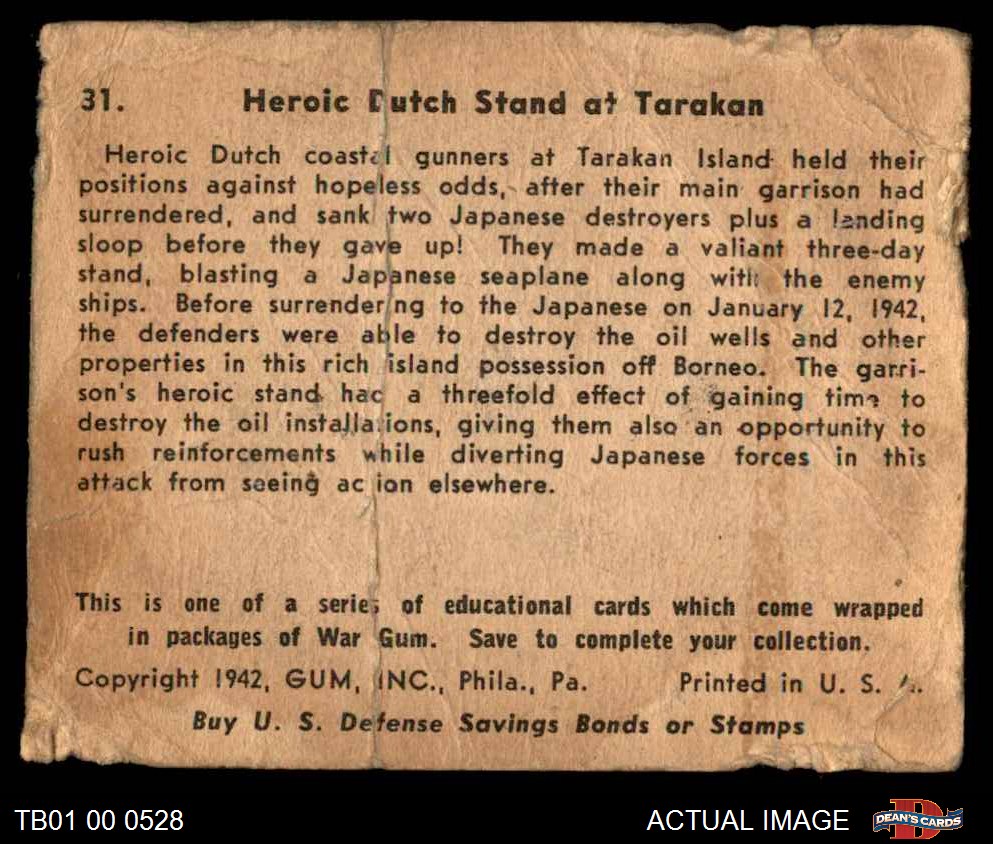 31. Heroic Dutch Stand at Tarakan
Heroic Dutch coastal gunners at Tarakan Island held their
positions against hopeless odds, after their main garrison had
surrendered, and sank two Japanese destroyers plus a landing
sloop before they gave up! They made a valiant three-day
stand, blasting a Japanese seaplane along with the enemy
ships. Before surrendering to the Japanese on January 12, 1942,
the defenders were able to destroy the oil wells and other
properties in this rich island possession off Borneo. The garri-
son's heroic stand had a threefold effect of gaining time to
destroy the oil installations, giving them also an opportunity to
rush reinforcements while diverting Japanese forces in this
attack from seeing action elsewhere.
This is one of a series of educational cards which come wrapped
in packages of War Gum. Save to complete your collection.
Copyright 1942, GUM, INC., Phila., Pa. Printed in U. S. A.
Buy U. S. Defense Savings Bonds or Stamps
TB01 00 0528 ACTUAL IMAGE DEAN'S CARDS